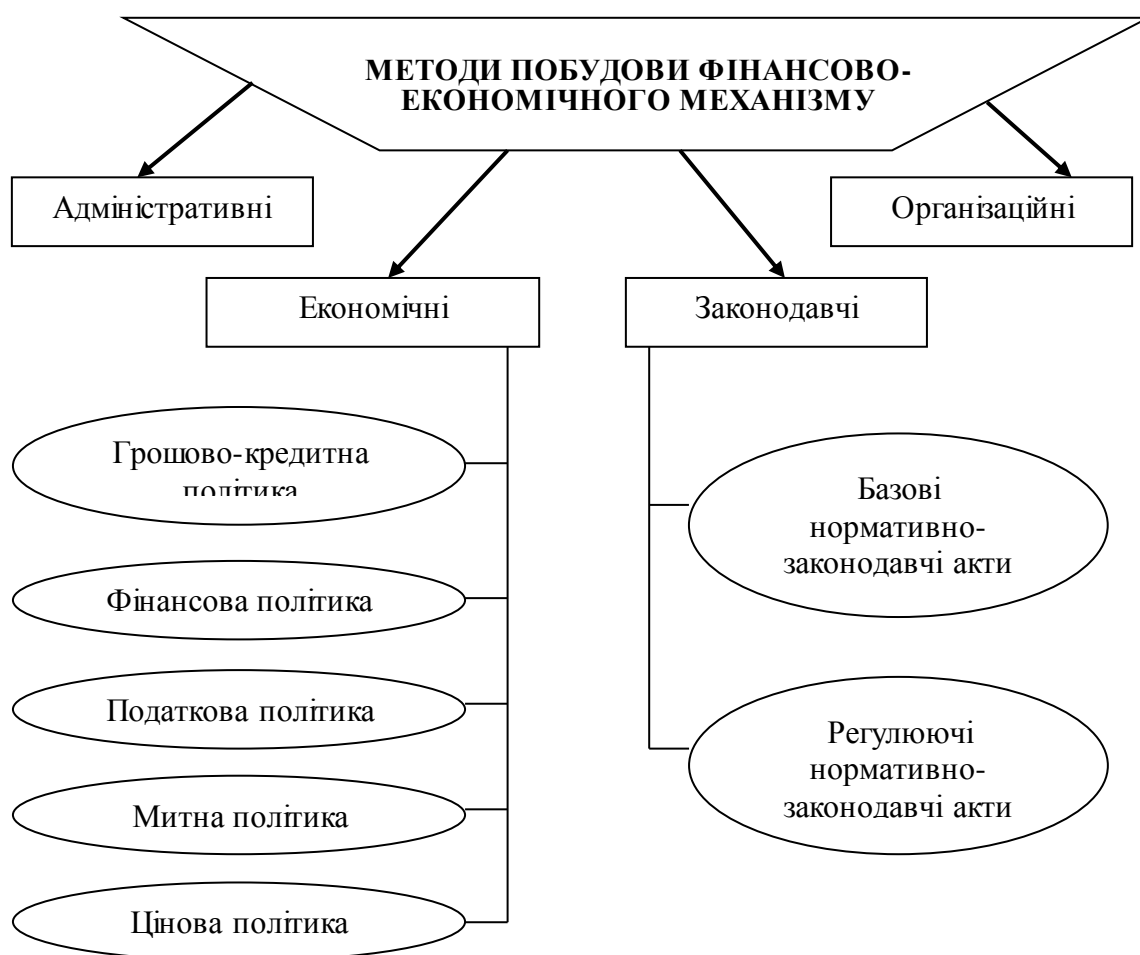 МЕТОДИ ПОБУДОВИ ФІНАНСОВО-
ЕКОНОМІЧНОГО МЕХАНІЗМУ
Адміністративні
Організаційні
Економічні
Законодавчі
Грошово-кредитна
політика
Фінансова політика
Податкова політика
Митна політика
Цінова політика
Базові
нормативно-
законодавчі акти
Регулюючі
нормативно-
законодавчі акти